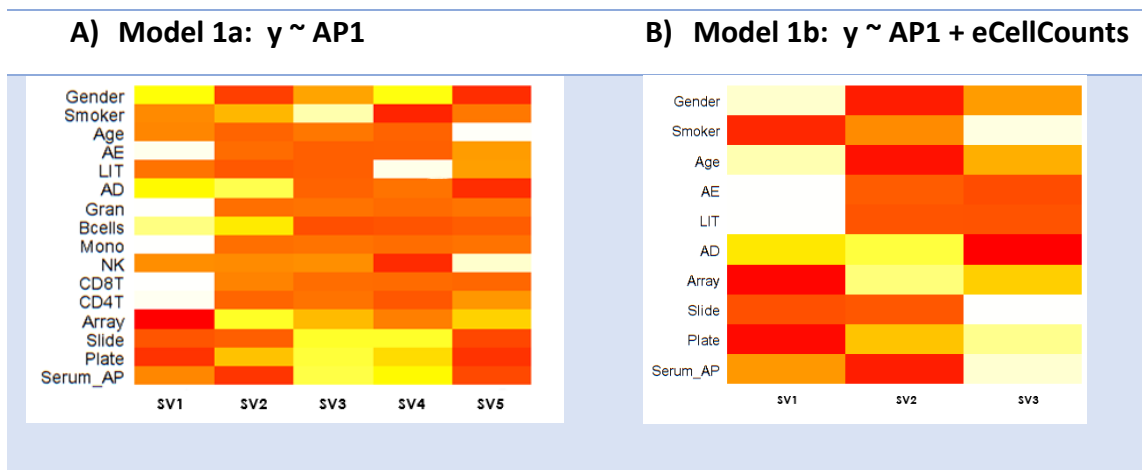 A) Model 1a: y ~ AP1
B) Model 1b: y ~ AP1 + eCellCounts
Gender
Smoker
Age
AE
LIT
AD
Gran
Bcells
Mono
NK
CD8T
CD4T
Array
Slide
Plate
Serum_AP
SV1 SV2 SV3 SV4 SV5
Gender
Smoker
Age
AE
LIT
AD
Array
Slide
Plate
Serum_AP
SV1 SV2 SV3